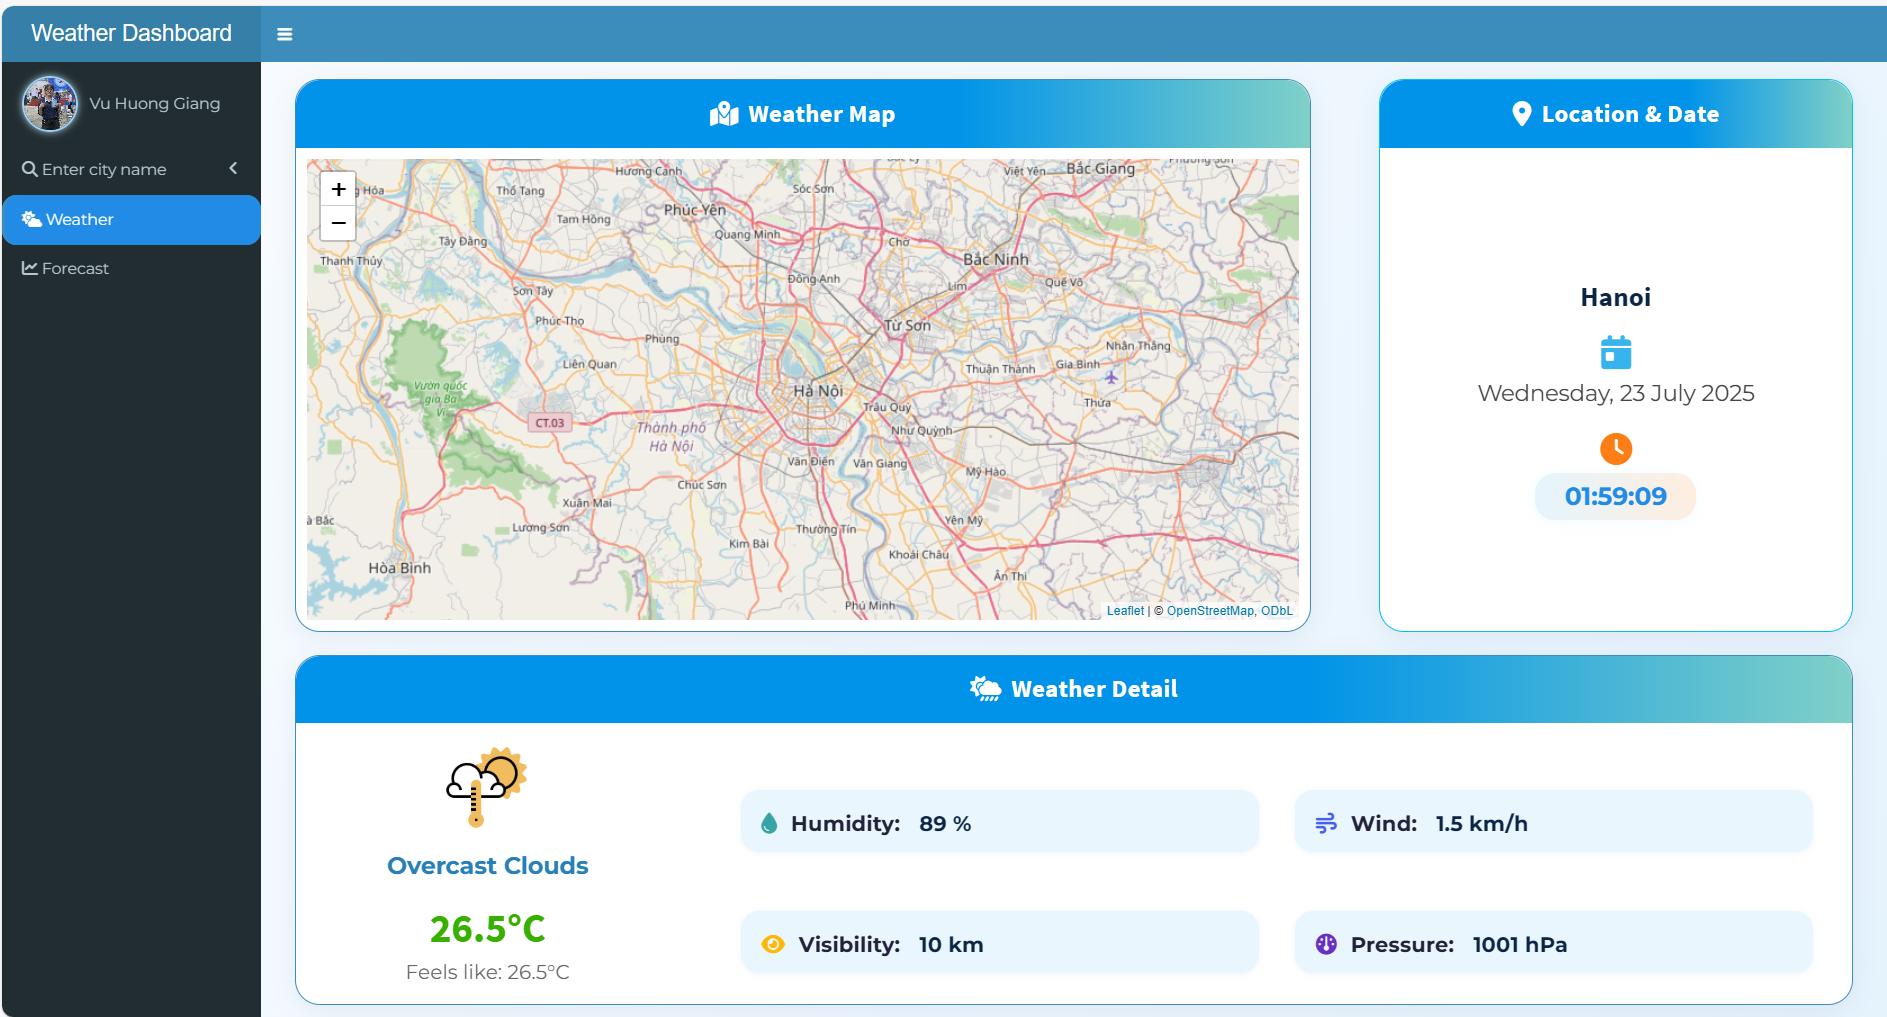 Weather Dashboard
Vu Huong Giang
Enter city name
Weather
Forecast
Weather Map
+
−
Hương Canh
Việt Yên
Bắc Giang
Thổ Tang
Sóc Sơn
Phúc Yên
Tam Hồng
Quang Minh
Chờ
Tây Đằng
Thanh Thủy
Bắc Ninh
Đông Anh
Lim
Quế Võ
Sơn Tây
Phúc Thọ
Từ Sơn
Phùng
Nhân Thắng
Liên Quan
Thuận Thành
Gia Bình
Vườn quốc
gia Ba
Vì
Hà Nội
Trâu Quỳ
Thứa
CT.03
Thành phố
Hà Nội
Như Quỳnh
Văn Điển
Văn Giang
Mỹ Hào
Chúc Sơn
Xuân Mai
Lương Sơn
Thường Tín
Yên Mỹ
Kim Bài
Khoái Châu
Hòa Bình
Ân Thi
Phú Minh
Leaflet | © OpenStreetMap, ODbL
Location & Date
Hanoi
Wednesday, 23 July 2025
01:59:09
Weather Detail
Overcast Clouds
26.5°C
Feels like: 26.5°C
Humidity: 89 %
Wind: 1.5 km/h
Visibility: 10 km
Pressure: 1001 hPa